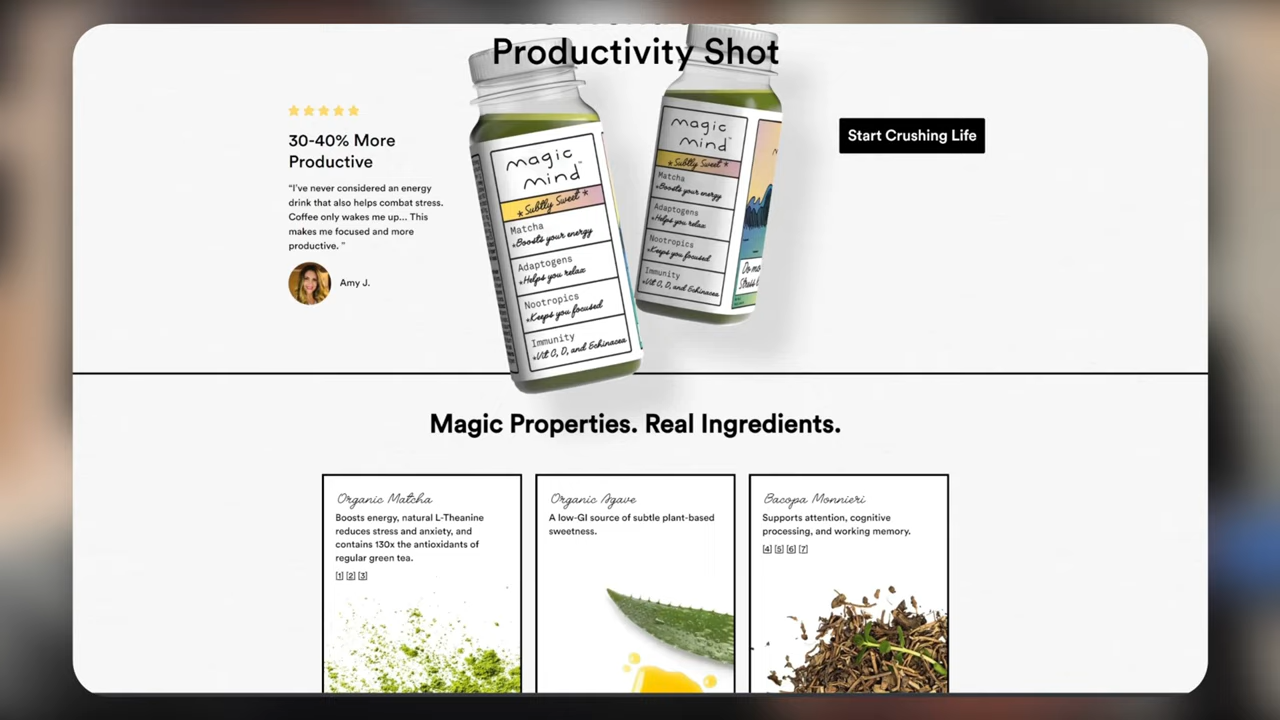 Productivity Shot
30-40% More
Productive
“I’ve never considered an energy
drink that also helps combat stress.
Coffee only wakes me up... This
makes me focused and more
productive. ”
Amy J.
Start Crushing Life
magic
mind™
★ Subtly Sweet ★
Matcha
+Boosts your energy
Adaptogens
+Helps you relax
Nootropics
+Keeps you focused
Immunity
+Vit C, D, and Echinacea
magic
mind™
★ Subtly Sweet ★
Matcha
+Boosts your energy
Adaptogens
+Helps you relax
Nootropics
+Keeps you focused
Immunity
+Vit C, D, and Echinacea
Do mo
Stress l
Magic Properties. Real Ingredients.
Organic Matcha
Boosts energy, natural L-Theanine
reduces stress and anxiety, and
contains 130x the antioxidants of
regular green tea.
[1] [2] [3]
Organic Agave
A low-GI source of subtle plant-based
sweetness.
Bacopa Monnieri
Supports attention, cognitive
processing, and working memory.
[4] [5] [6] [7]